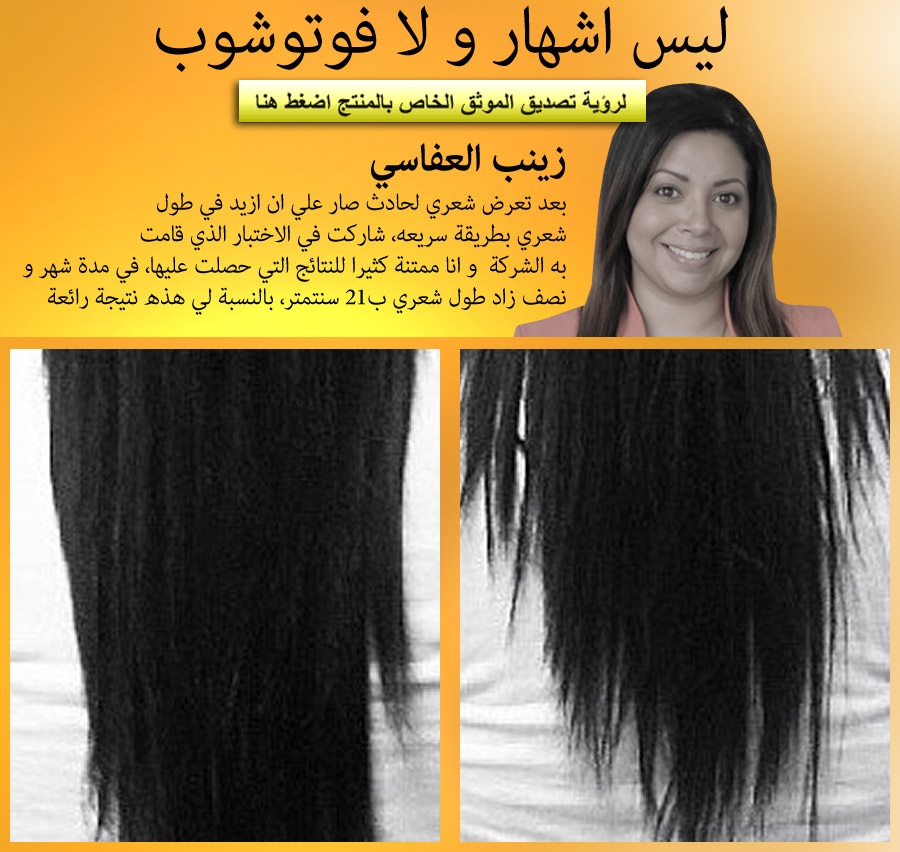 ليس اشهار و لا فوتوشوب
لرؤية تصديق الموثق الخاص بالمنتج اضغط هنا
زينب العفاسي
بعد تعرض شعري لحادث صار علي ان ازيد في طول
شعري بطريقة سريعه، شاركت في الاختبار الذي قامت
به الشركة و انا ممتنة كثيرا للنتائج التي حصلت عليها، في مدة شهر و
نصف زاد طول شعري ب21 سنتمتر، بالنسبة لي هذه نتيجة رائعة